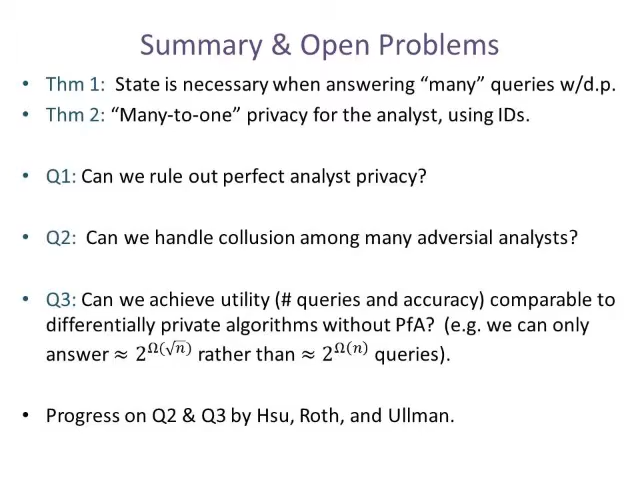 Summary & Open Problems
• Thm 1: State is necessary when answering “many” queries w/d.p.
• Thm 2: “Many-to-one” privacy for the analyst, using IDs.
• Q1: Can we rule out perfect analyst privacy?
• Q2: Can we handle collusion among many adversial analysts?
• Q3: Can we achieve utility (# queries and accuracy) comparable to
differentially private algorithms without PfA? (e.g. we can only
answer ≈ 2^Ω(√n) rather than ≈ 2^Ω(n) queries).
• Progress on Q2 & Q3 by Hsu, Roth, and Ullman.